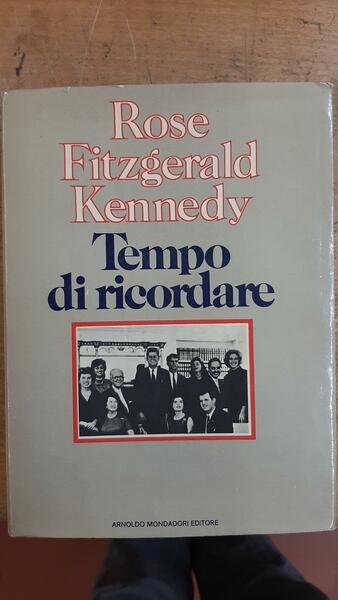 Rose
Fitzgerald
Kennedy
Tempo
di ricordare
ARNOLDO MONDADORI EDITORE